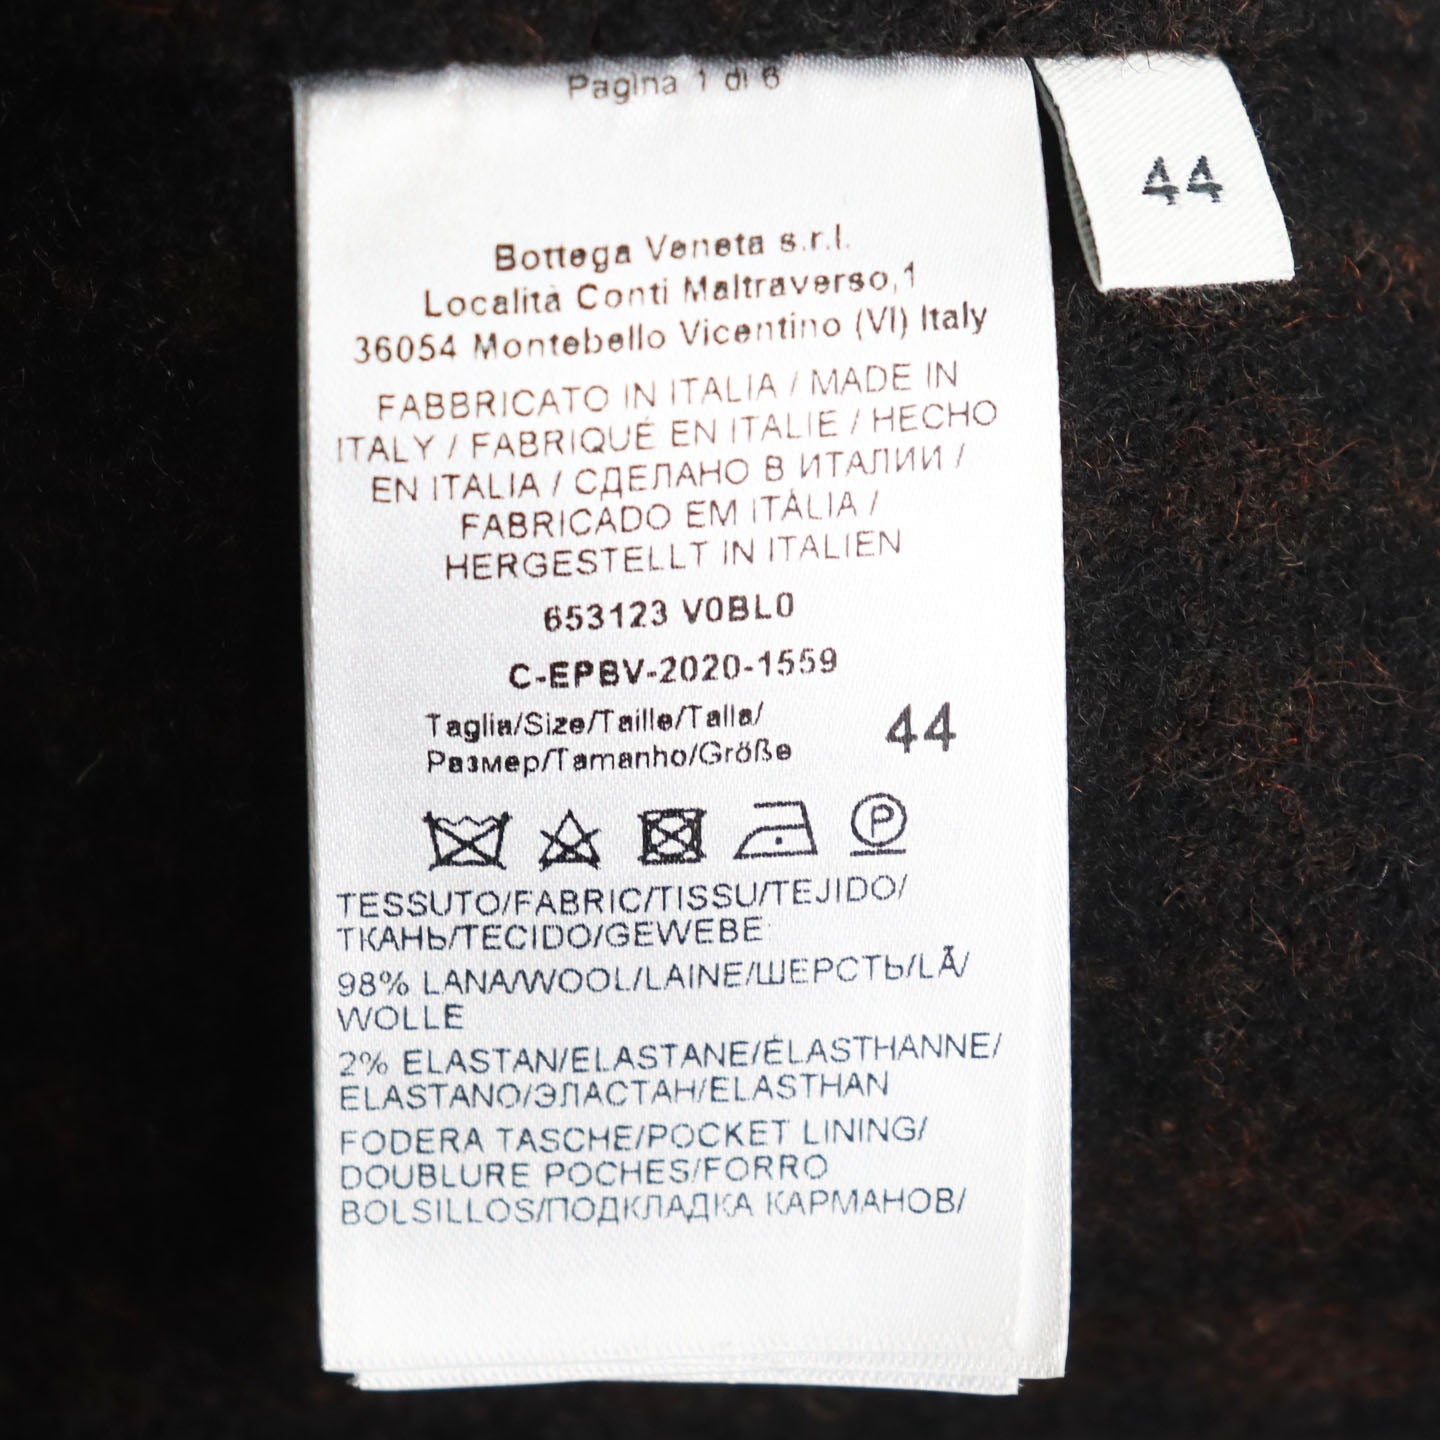 Pagina 1 di 6
44
Bottega Veneta s.r.l.
Località Conti Maltraverso,1
36054 Montebello Vicentino (VI) Italy
FABBRICATO IN ITALIA / MADE IN
ITALY / FABRIQUÉ EN ITALIE / HECHO
EN ITALIA / СДЕЛАНО В ИТАЛИИ /
FABRICADO EM ITÁLIA /
HERGESTELLT IN ITALIEN
653123 V0BL0
C-EPBV-2020-1559
Taglia/Size/Taille/Talla/
Размер/Tamanho/Größe
44
P
TESSUTO/FABRIC/TISSU/TEJIDO/
ТКАНЬ/TECIDO/GEWEBE:
98% LANA/WOOL/LAINE/ШЕРСТЬ/LÃ/
WOLLE
2% ELASTAN/ELASTANE/ÉLASTHANNE/
ELASTANO/ЭЛАСТАН/ELASTHAN
FODERA TASCHE/POCKET LINING/
DOUBLURE POCHES/FORRO
BOLSILLOS/ПОДКЛАДКА КАРМАНОВ/